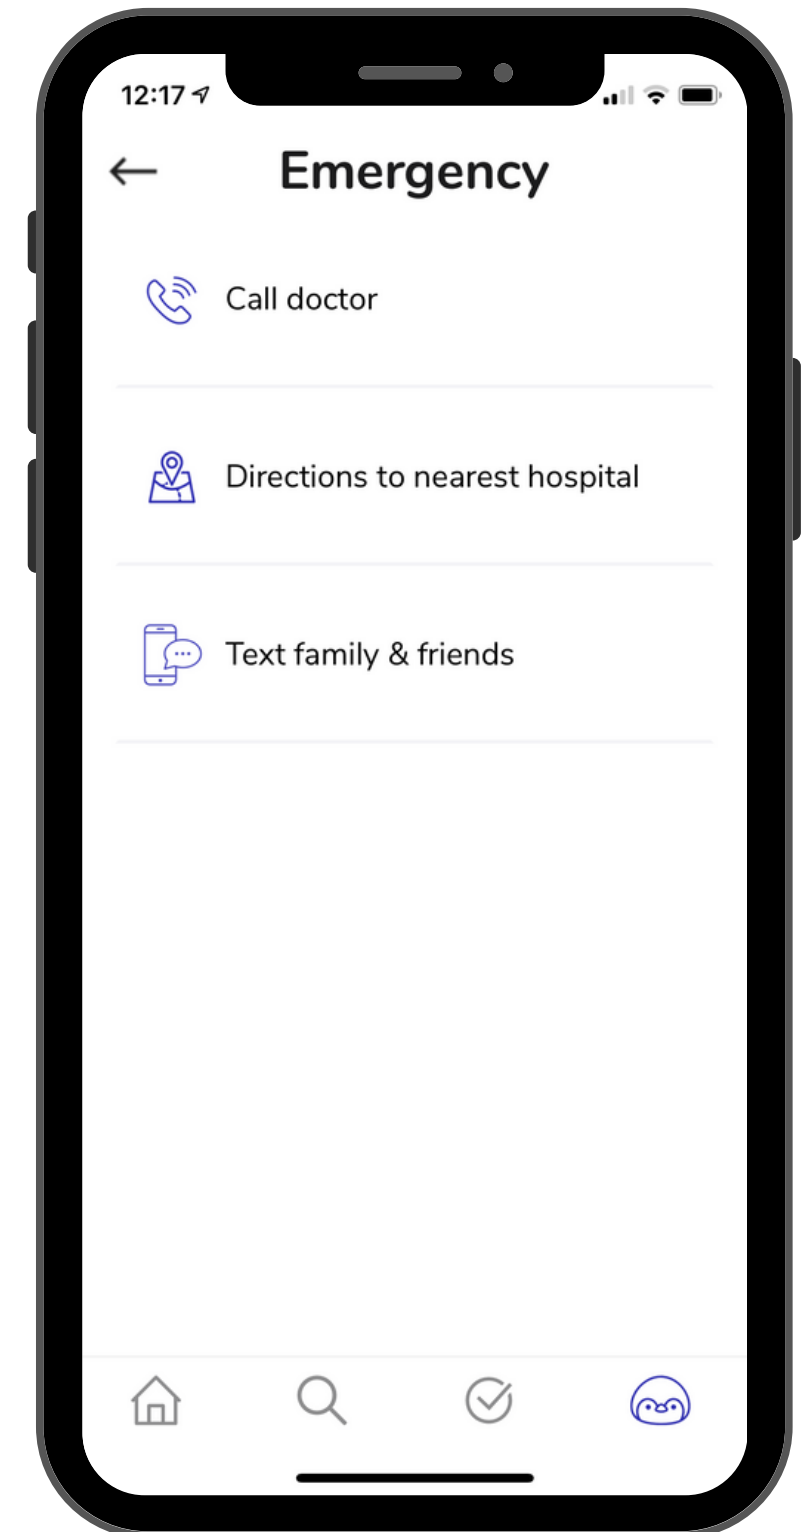 12:17
Emergency
Call doctor
Directions to nearest hospital
Text family & friends